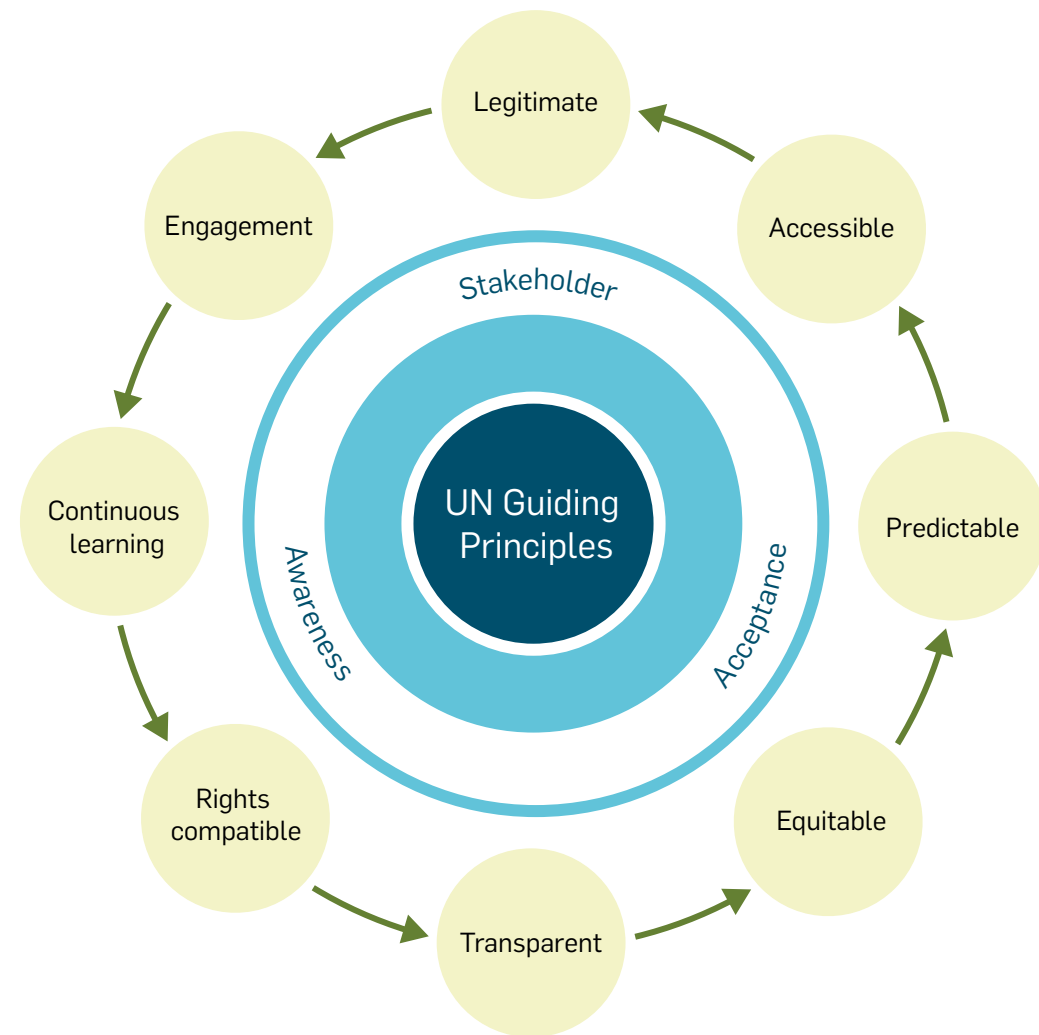 Legitimate
Engagement
Accessible
Stakeholder
UN Guiding
Principles
Continuous
learning
Predictable
Awareness
Acceptance
Rights
compatible
Equitable
Transparent